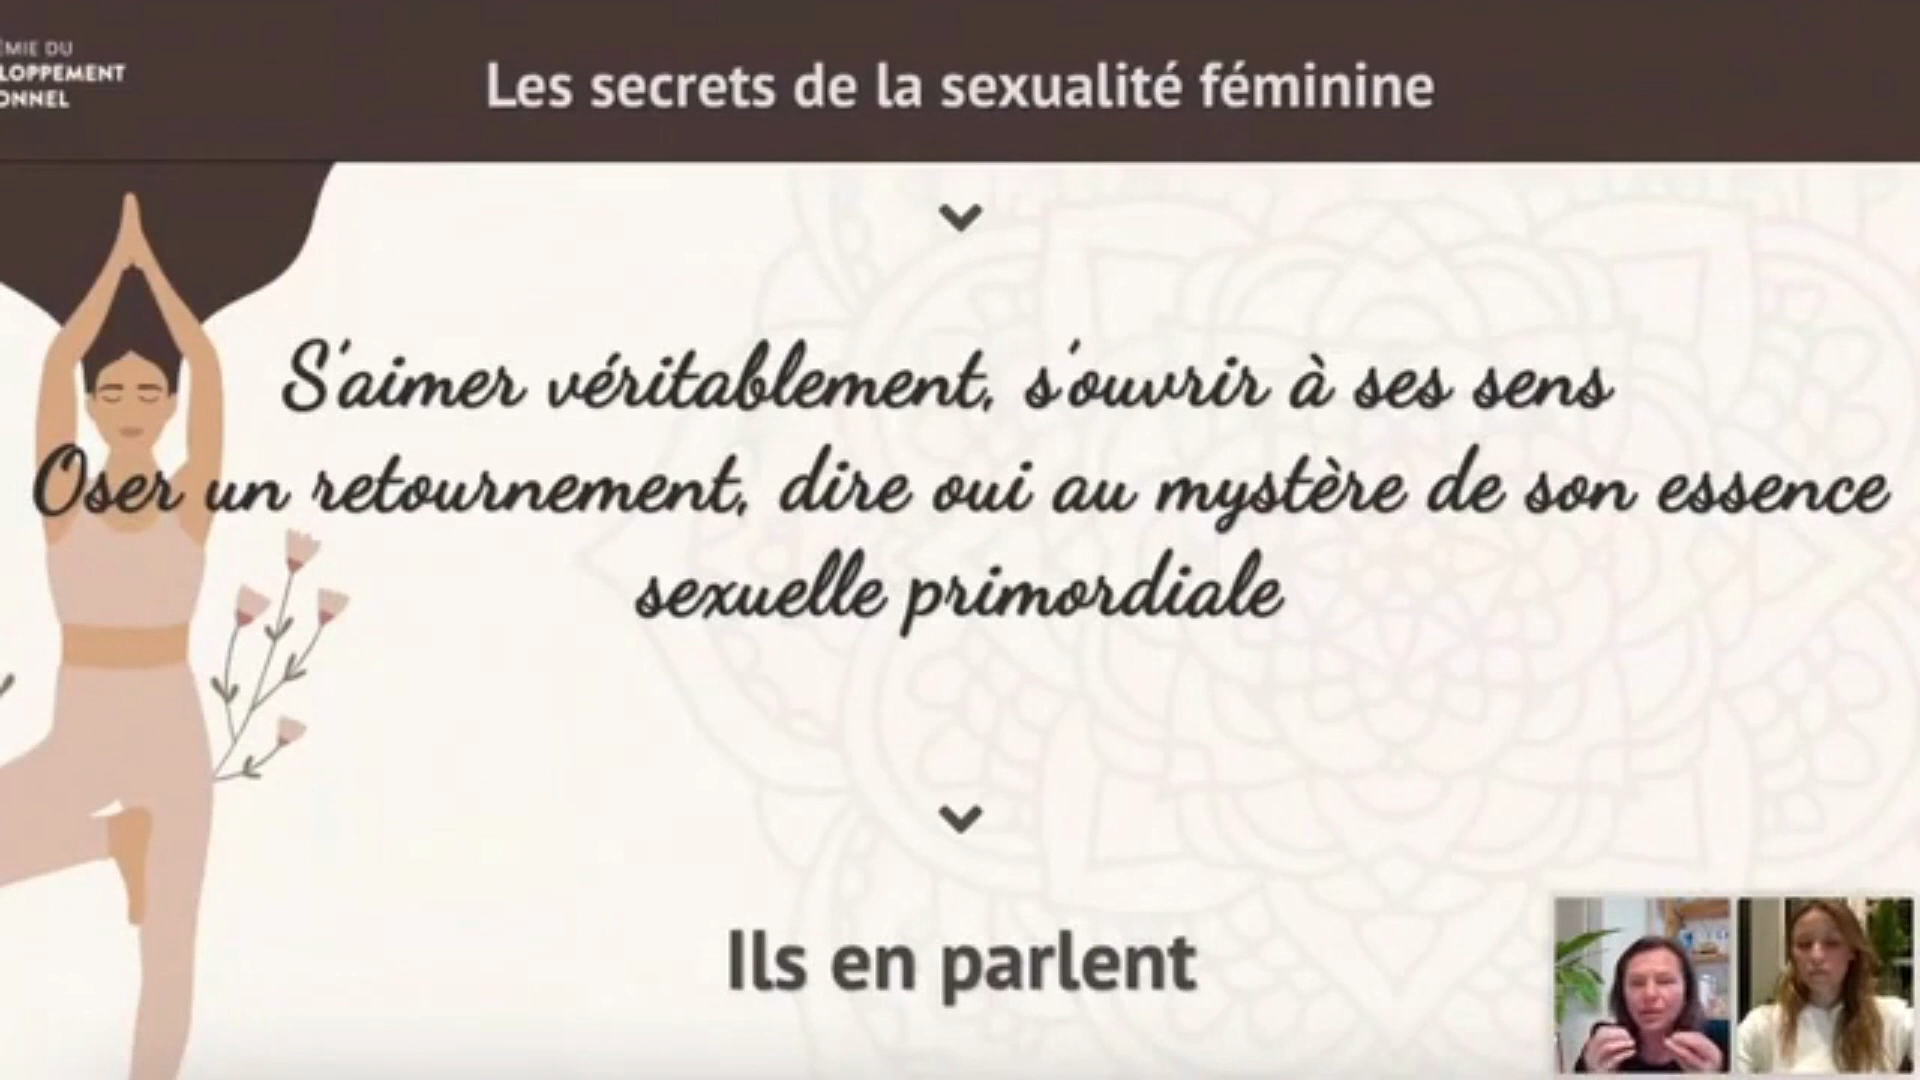 ÉMIE DU
LOPPEMENT
ONNEL
Les secrets de la sexualité féminine
S'aimer véritablement, s'ouvrir à ses sens
Oser un retournement, dire oui au mystère de son essence
sexuelle primordiale
Ils en parlent